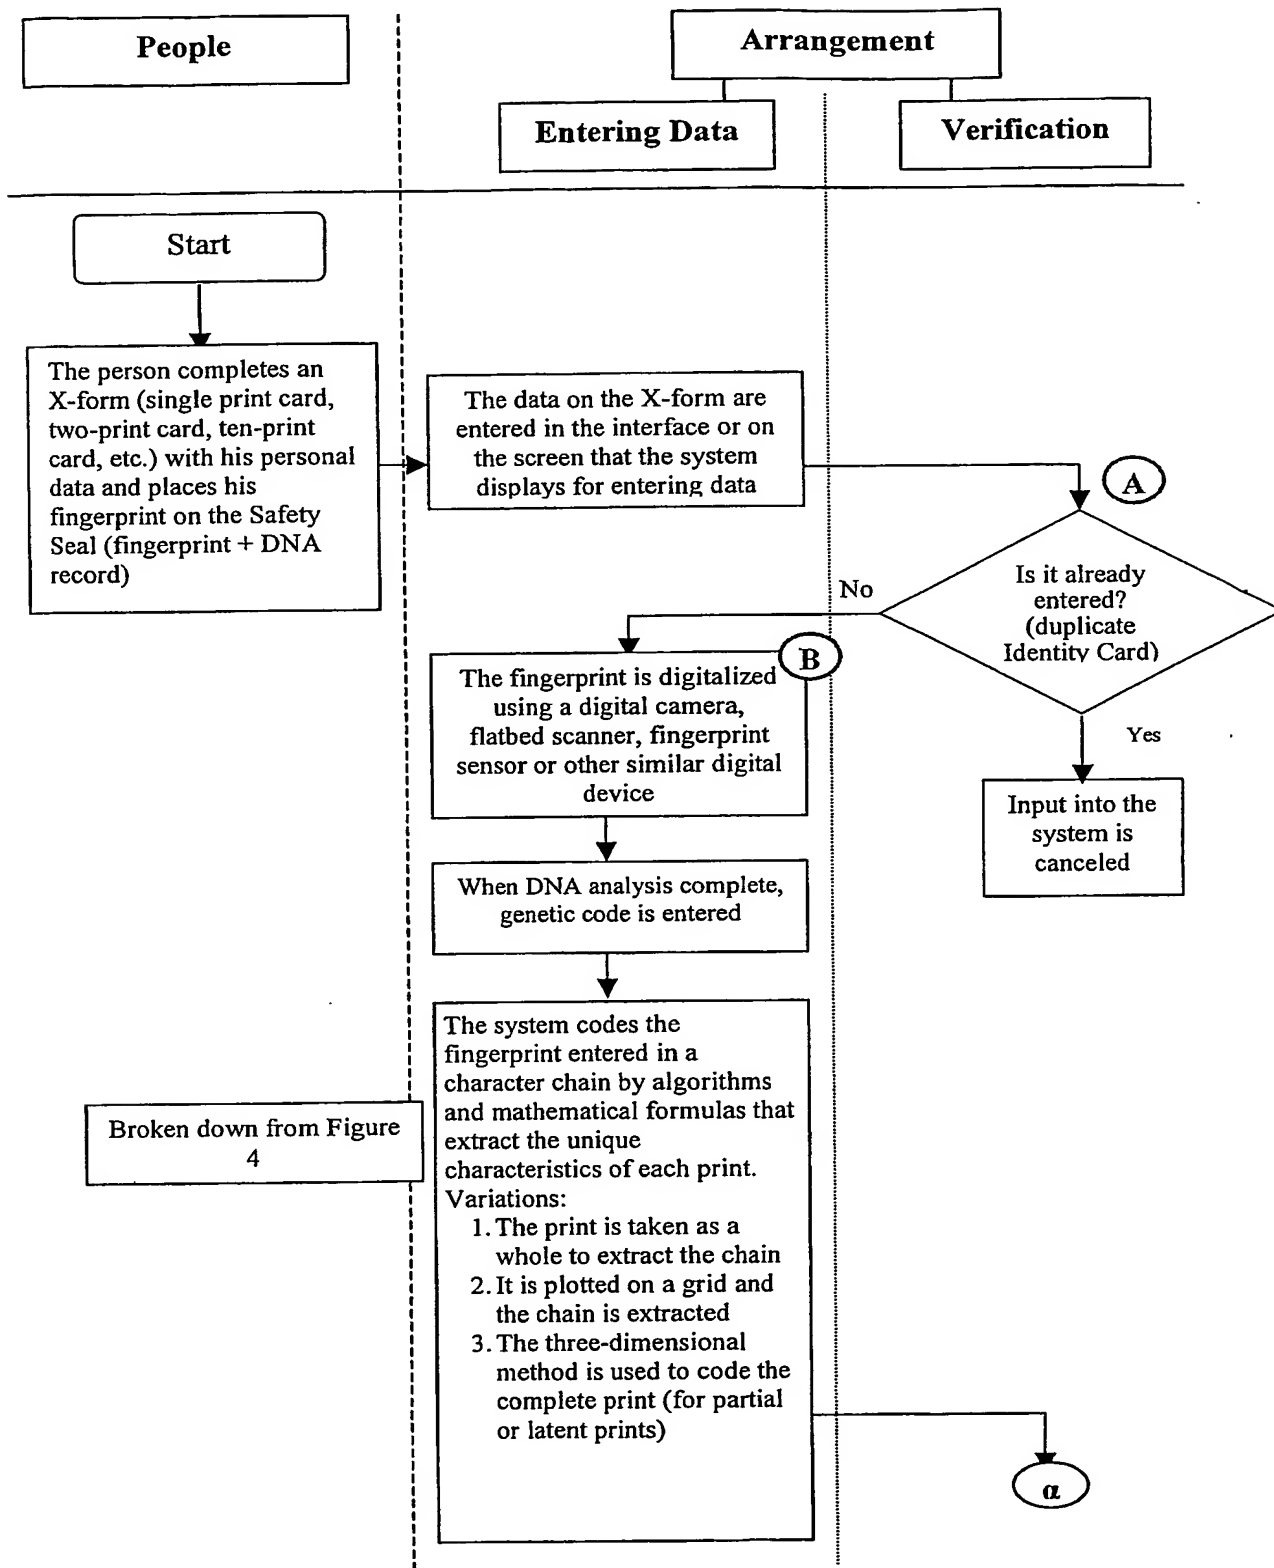 People
Arrangement
Entering Data
Verification
Start
The person completes an
X-form (single print card,
two-print card, ten-print
card, etc.) with his personal
data and places his
fingerprint on the Safety
Seal (fingerprint + DNA
record)
The data on the X-form are
entered in the interface or on
the screen that the system
displays for entering data
A
Is it already
entered?
(duplicate
Identity Card)
No
Yes
Input into the
system is
canceled
B
The fingerprint is digitalized
using a digital camera,
flatbed scanner, fingerprint
sensor or other similar digital
device
When DNA analysis complete,
genetic code is entered
Broken down from Figure
4
The system codes the
fingerprint entered in a
character chain by algorithms
and mathematical formulas that
extract the unique
characteristics of each print.
Variations:
1. The print is taken as a
whole to extract the chain
2. It is plotted on a grid and
the chain is extracted
3. The three-dimensional
method is used to code the
complete print (for partial
or latent prints)
α